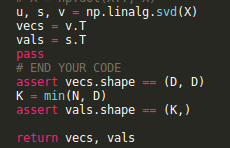 u, s, v = np.linalg.svd(X)
vecs = v.T
vals = s.T
pass
# END YOUR CODE
assert vecs.shape == (D, D)
K = min(N, D)
assert vals.shape == (K,)
return vecs, vals